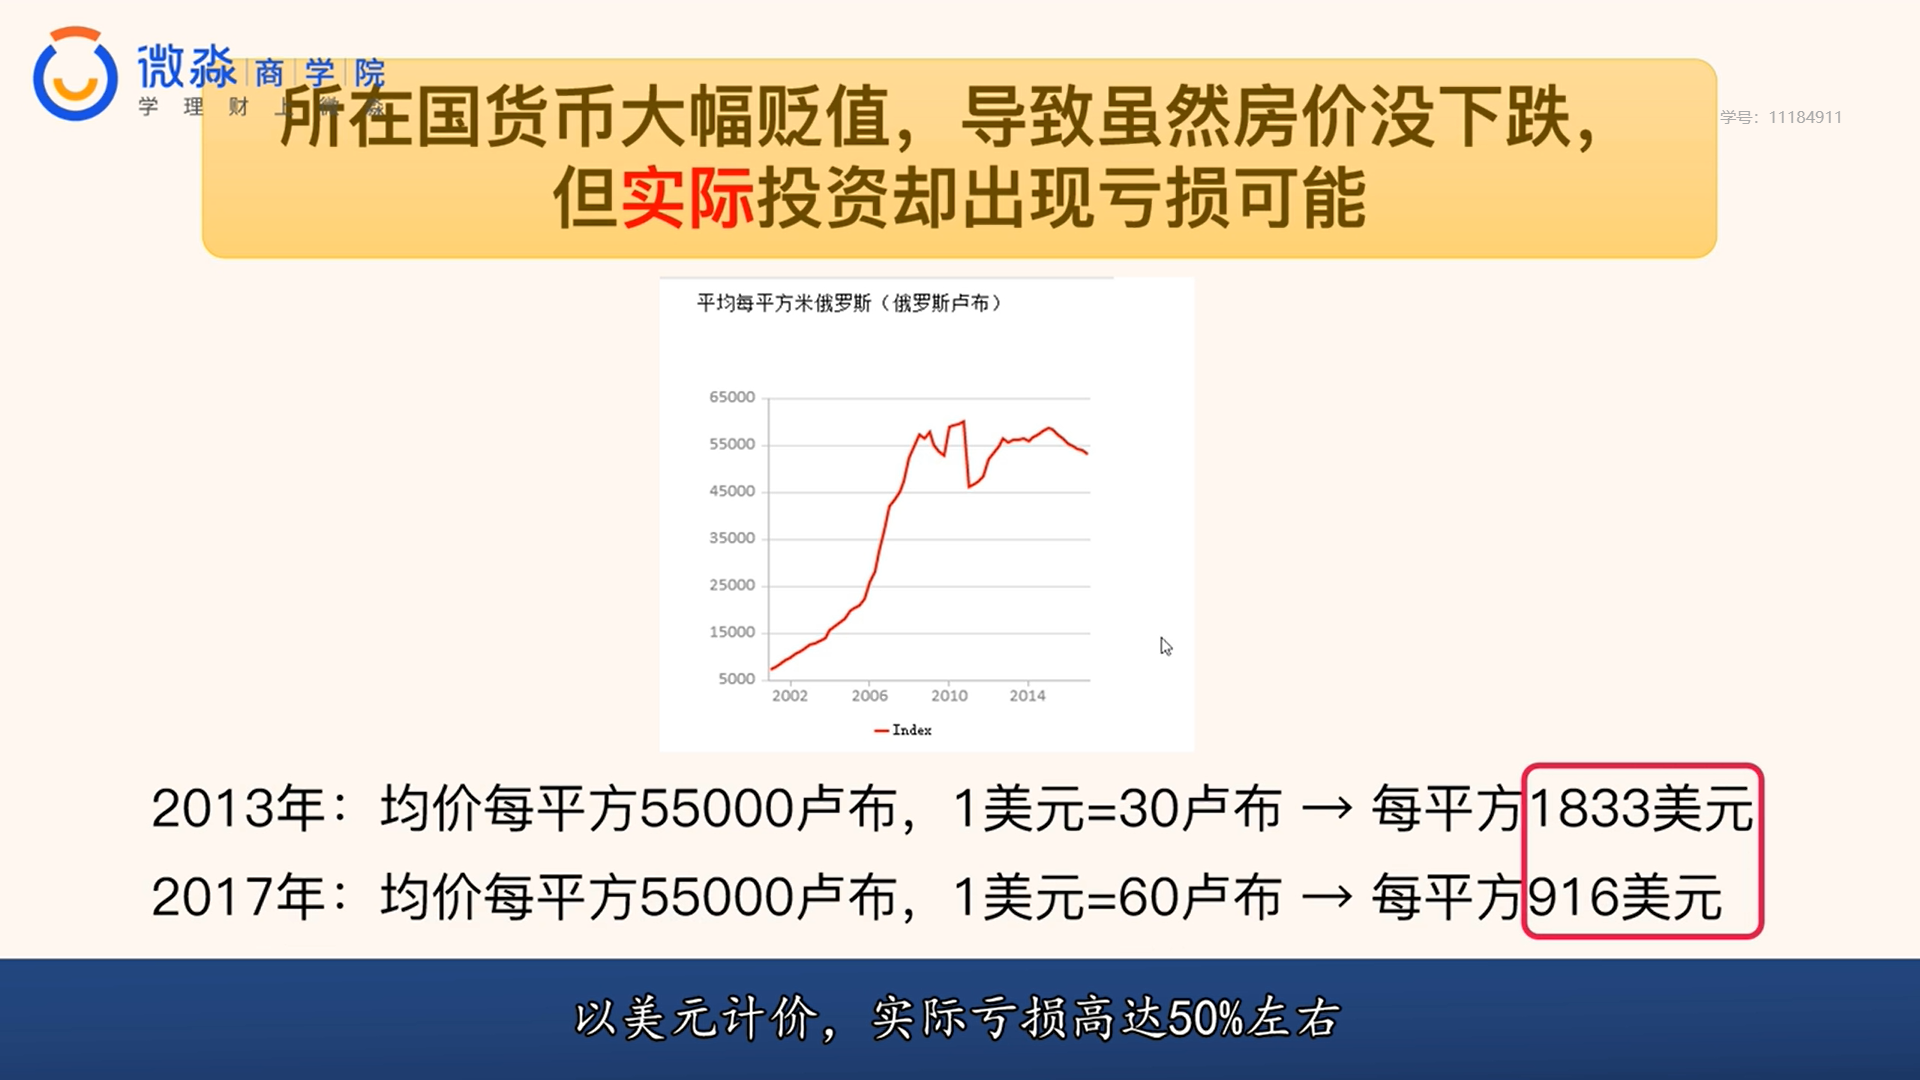 微淼 商 学 院
学 理 财 上 微 淼
学号：11184911
所在国货币大幅贬值，导致虽然房价没下跌，
但实际投资却出现亏损可能
平均每平方米俄罗斯（俄罗斯卢布）
65000
55000
45000
35000
25000
15000
5000
2002 2006 2010 2014
Index
2013年：均价每平方55000卢布，1美元=30卢布 → 每平方1833美元
2017年：均价每平方55000卢布，1美元=60卢布 → 每平方916美元
以美元计价，实际亏损高达50%左右